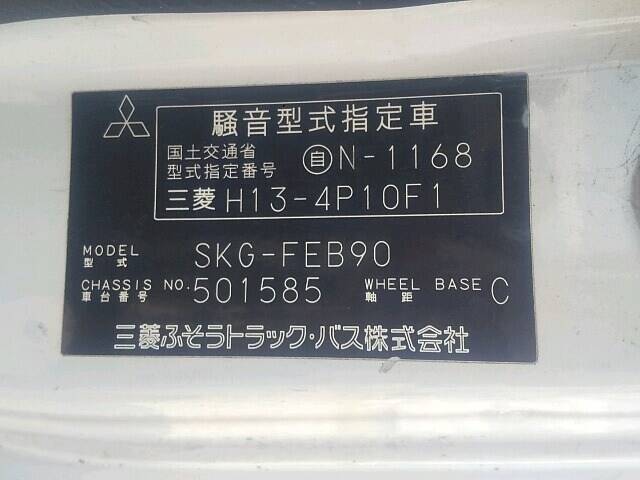 騒音型式指定車
国土交通省
型式指定番号 自 N-1168
三菱 H13-4P10F1
MODEL
型式 SKG-FEB90
CHASSIS NO. 501585 WHEEL BASE C
車台番号 軸距
三菱ふそうトラック・バス株式会社